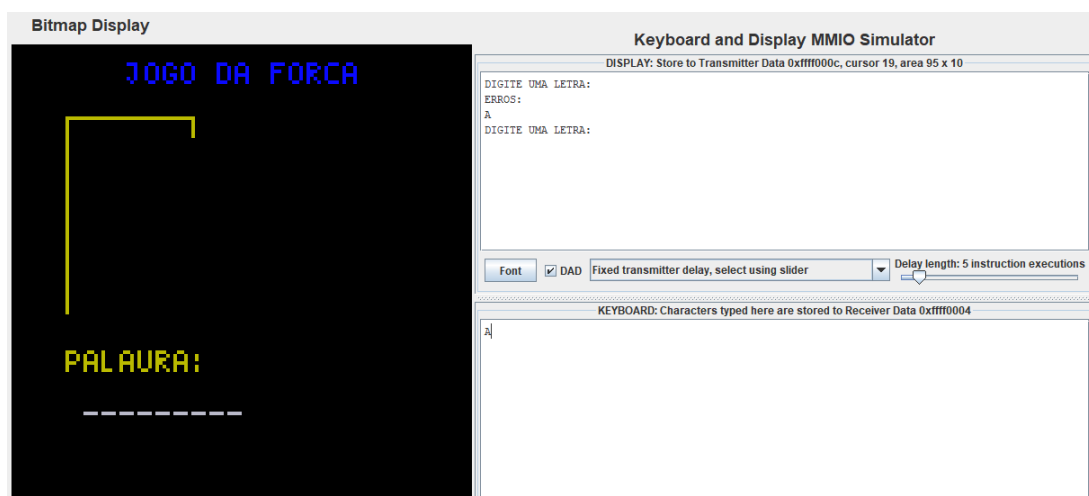 Bitmap Display
JOGO DA FORCA
PALAVRA:
_________
Keyboard and Display MMIO Simulator
DISPLAY: Store to Transmitter Data 0xffff000c, cursor 19, area 95 x 10
DIGITE UMA LETRA:
ERROS:
A
DIGITE UMA LETRA:
Font
DAD
Fixed transmitter delay, select using slider
Delay length: 5 instruction executions
KEYBOARD: Characters typed here are stored to Receiver Data 0xffff0004
A